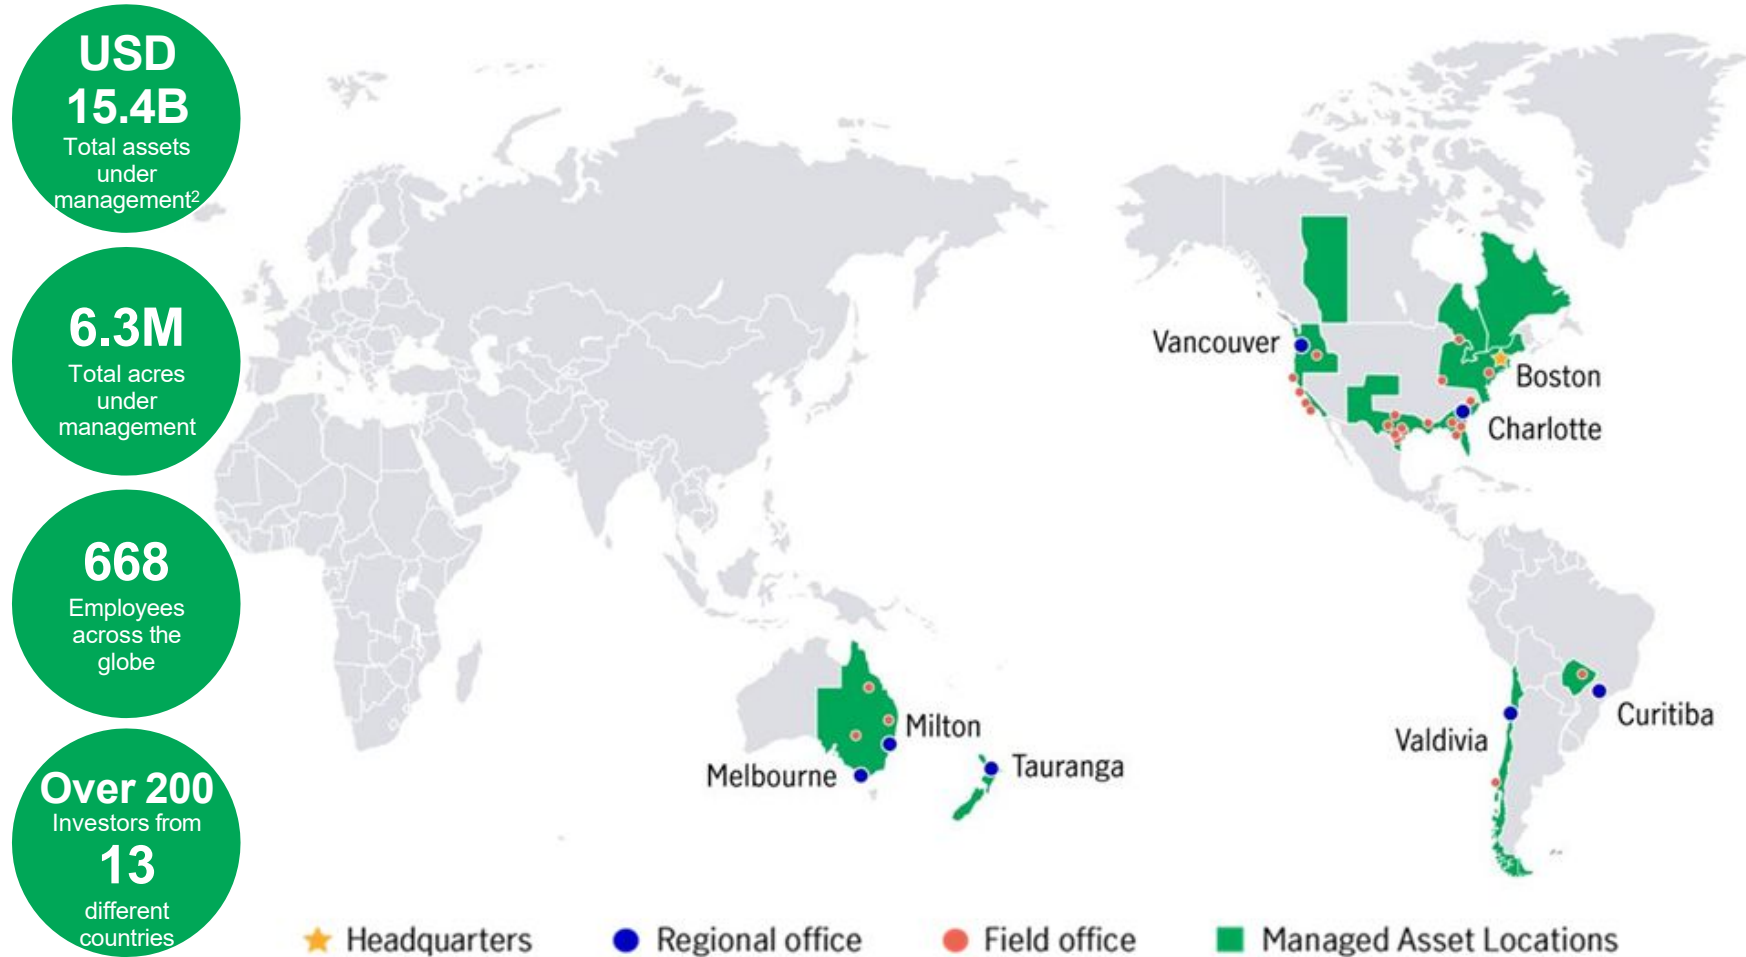 USD
15.4B
Total assets
under
management²
6.3M
Total acres
under
management
668
Employees
across the
globe
Over 200
Investors from
13
different
countries
Vancouver
Boston
Charlotte
Milton
Melbourne
Tauranga
Valdivia
Curitiba
Headquarters
Regional office
Field office
Managed Asset Locations